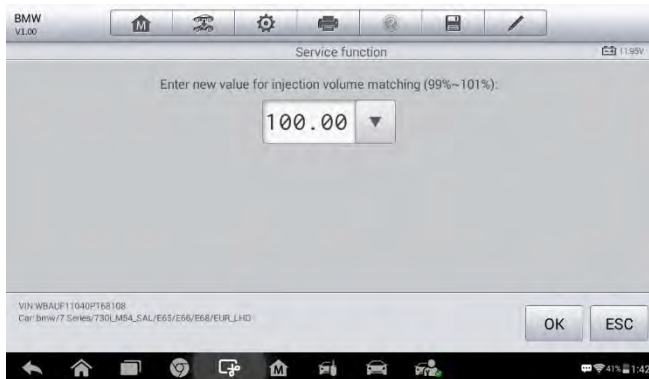 BMW
V1.00
Service function
11.95V
Enter new value for injection volume matching (99%~101%):
100.00
VIN:WBAUF11040PT68108
Car:bmw/7 Series/730i_M54_SAL/E65/E66/E68/EUR_LHD
OK
ESC
41%
1:42